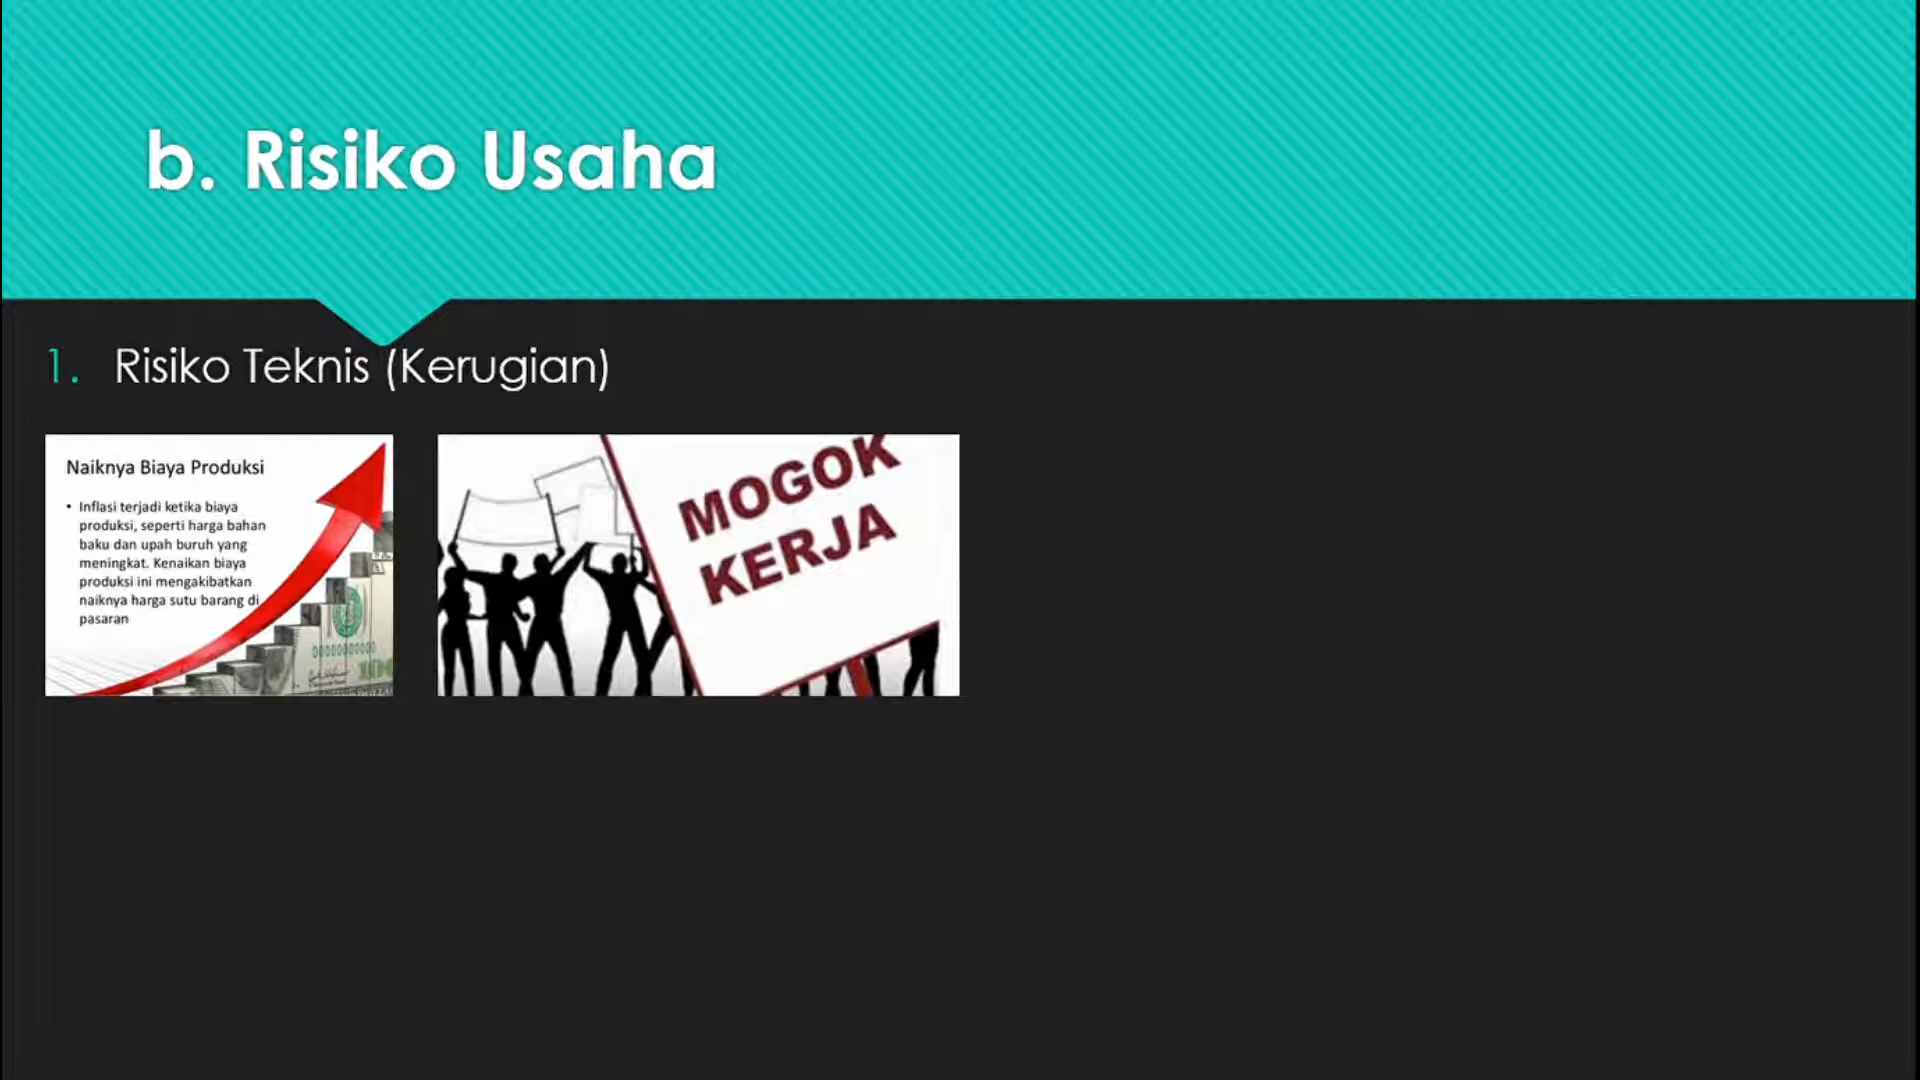 b. Risiko Usaha
1. Risiko Teknis (Kerugian)
Naiknya Biaya Produksi
• Inflasi terjadi ketika biaya
produksi, seperti harga bahan
baku dan upah buruh yang
meningkat. Kenaikan biaya
produksi ini mengakibatkan
naiknya harga sutu barang di
pasaran
MOGOK
KERJA